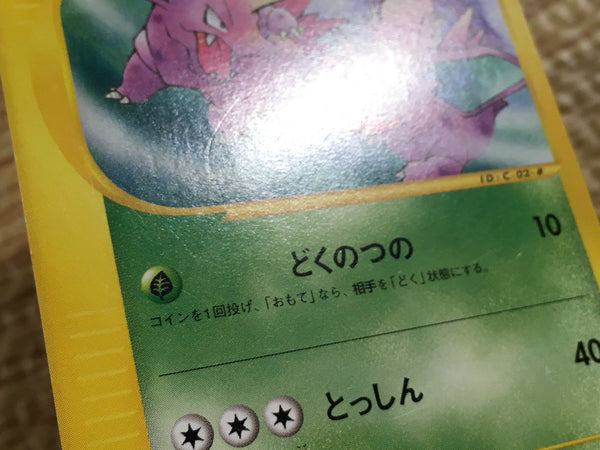 ID:C 02 #
どくのつの 10
コインを1回投げ、「おもて」なら、相手を「どく」状態にする。
とっしん 40